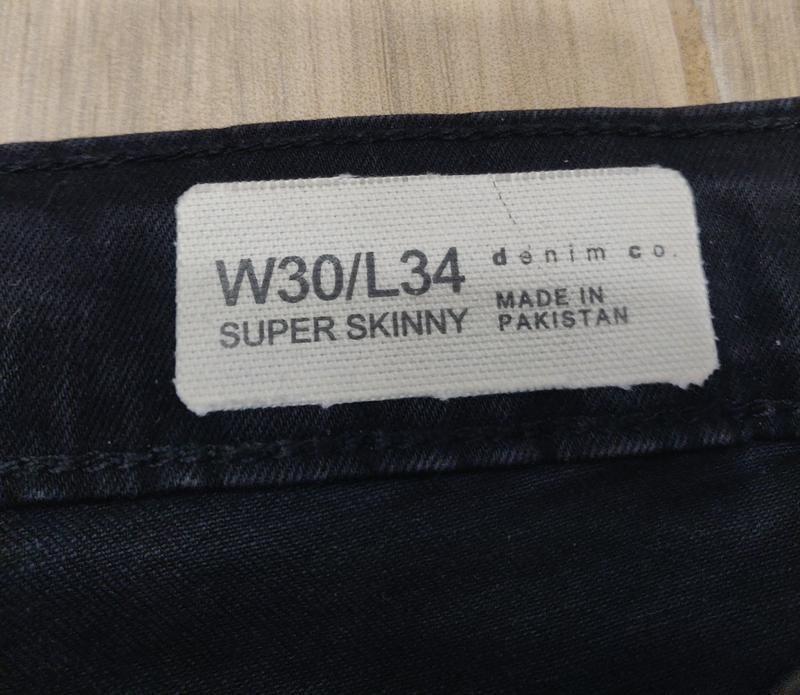 W30/L34
SUPER SKINNY
denim co.
MADE IN
PAKISTAN